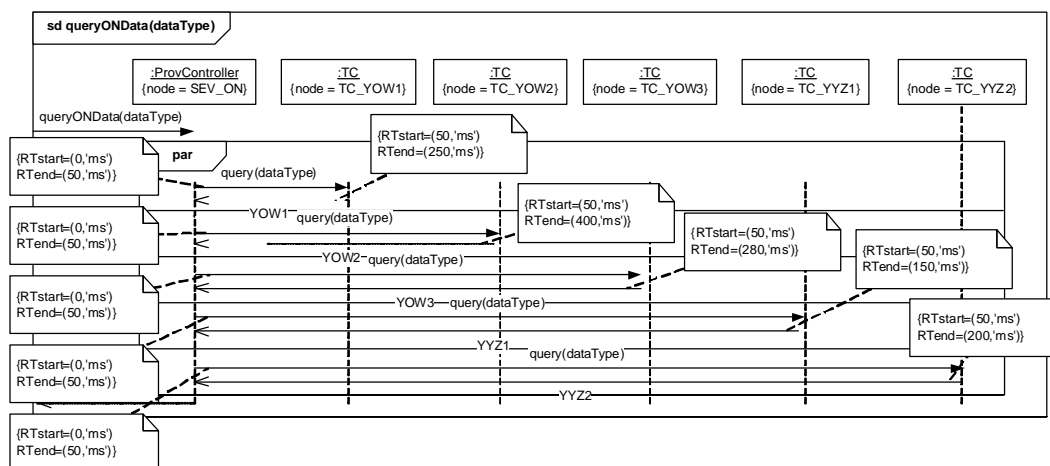 sd queryONData(dataType)
:ProvController
{node = SEV_ON}
:TC
{node = TC_YOW1}
:TC
{node = TC_YOW2}
:TC
{node = TC_YOW3}
:TC
{node = TC_YYZ1}
:TC
{node = TC_YYZ2}
queryONData(dataType)
{RTstart=(0,'ms')
RTend=(50,'ms')}
par
{RTstart=(50,'ms')
RTend=(250,'ms')}
query(dataType)
YOW1
{RTstart=(0,'ms')
RTend=(50,'ms')}
query(dataType)
{RTstart=(50,'ms')
RTend=(400,'ms')}
YOW2
query(dataType)
{RTstart=(50,'ms')
RTend=(280,'ms')}
{RTstart=(0,'ms')
RTend=(50,'ms')}
YOW3
query(dataType)
{RTstart=(50,'ms')
RTend=(150,'ms')}
{RTstart=(0,'ms')
RTend=(50,'ms')}
YYZ1
query(dataType)
{RTstart=(50,'ms')
RTend=(200,'ms')}
YYZ2
{RTstart=(0,'ms')
RTend=(50,'ms')}